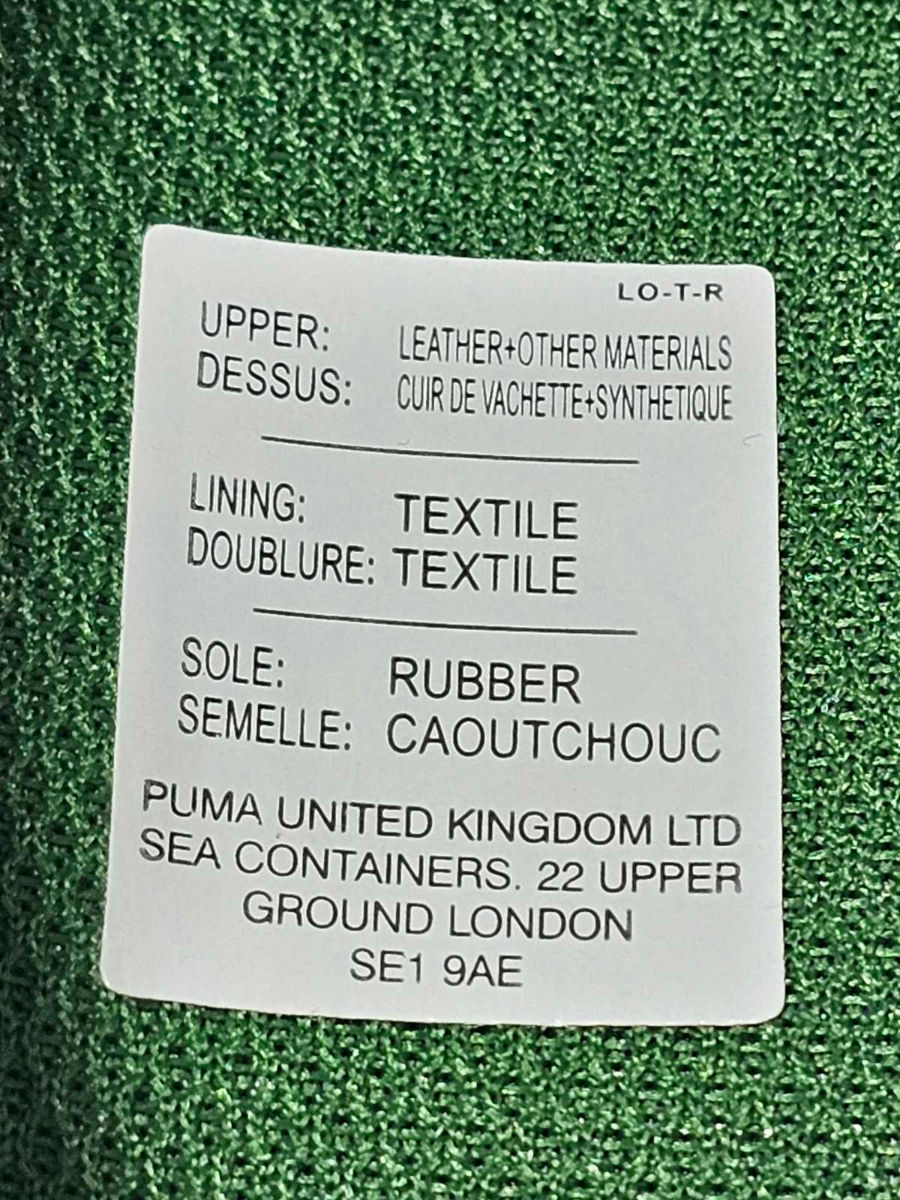 LO-T-R
UPPER: LEATHER+OTHER MATERIALS
DESSUS: CUIR DE VACHETTE+SYNTHETIQUE
LINING: TEXTILE
DOUBLURE: TEXTILE
SOLE: RUBBER
SEMELLE: CAOUTCHOUC
PUMA UNITED KINGDOM LTD
SEA CONTAINERS. 22 UPPER
GROUND LONDON
SE1 9AE